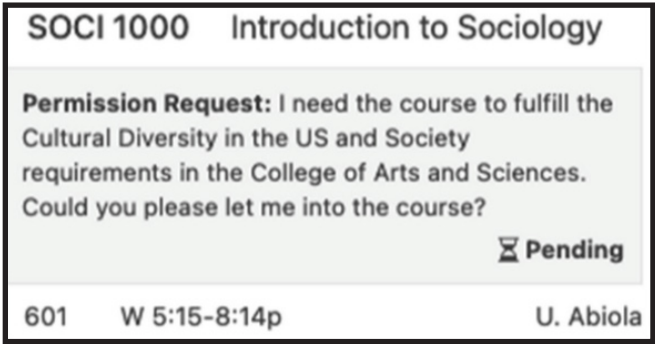 SOCI 1000 Introduction to Sociology
Permission Request: I need the course to fulfill the
Cultural Diversity in the US and Society
requirements in the College of Arts and Sciences.
Could you please let me into the course?
Pending
601 W 5:15-8:14p U. Abiola